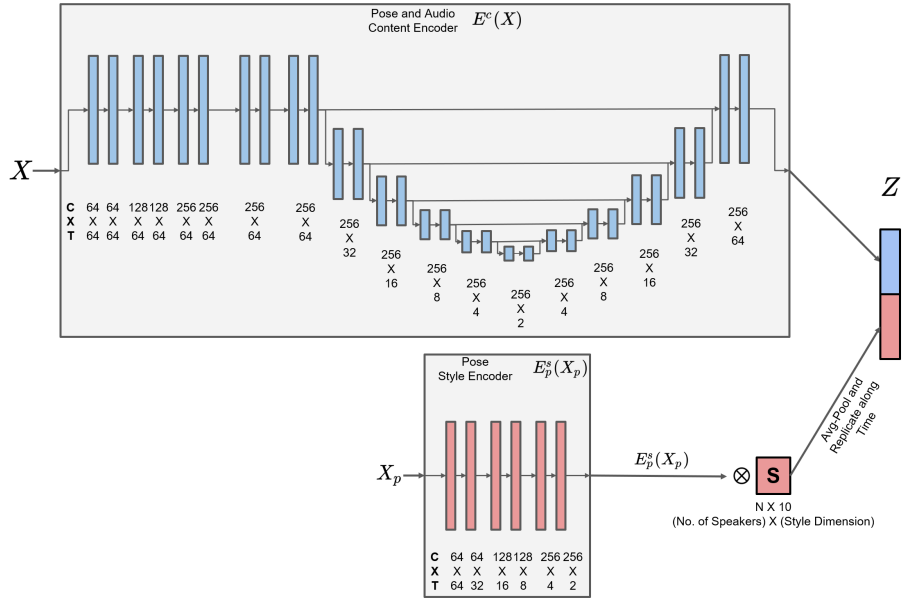 Pose and Audio
Content Encoder
E^c(X)
X
Z
C 64 64 128 128 256 256 256 256
X X X X X X X X X
T 64 64 64 64 64 64 64 64
256
X
32
256
X
16
256
X
8
256
X
4
256
X
2
256
X
4
256
X
8
256
X
16
256
X
32
256
X
64
Pose
Style Encoder
E_p^s(X_p)
X_p
E_p^s(X_p)
⊗
S
N X 10
(No. of Speakers) X (Style Dimension)
Avg-Pool and
Replicate along
Time
C 64 64 128 128 256 256
X X X X X X X
T 64 32 16 8 4 2